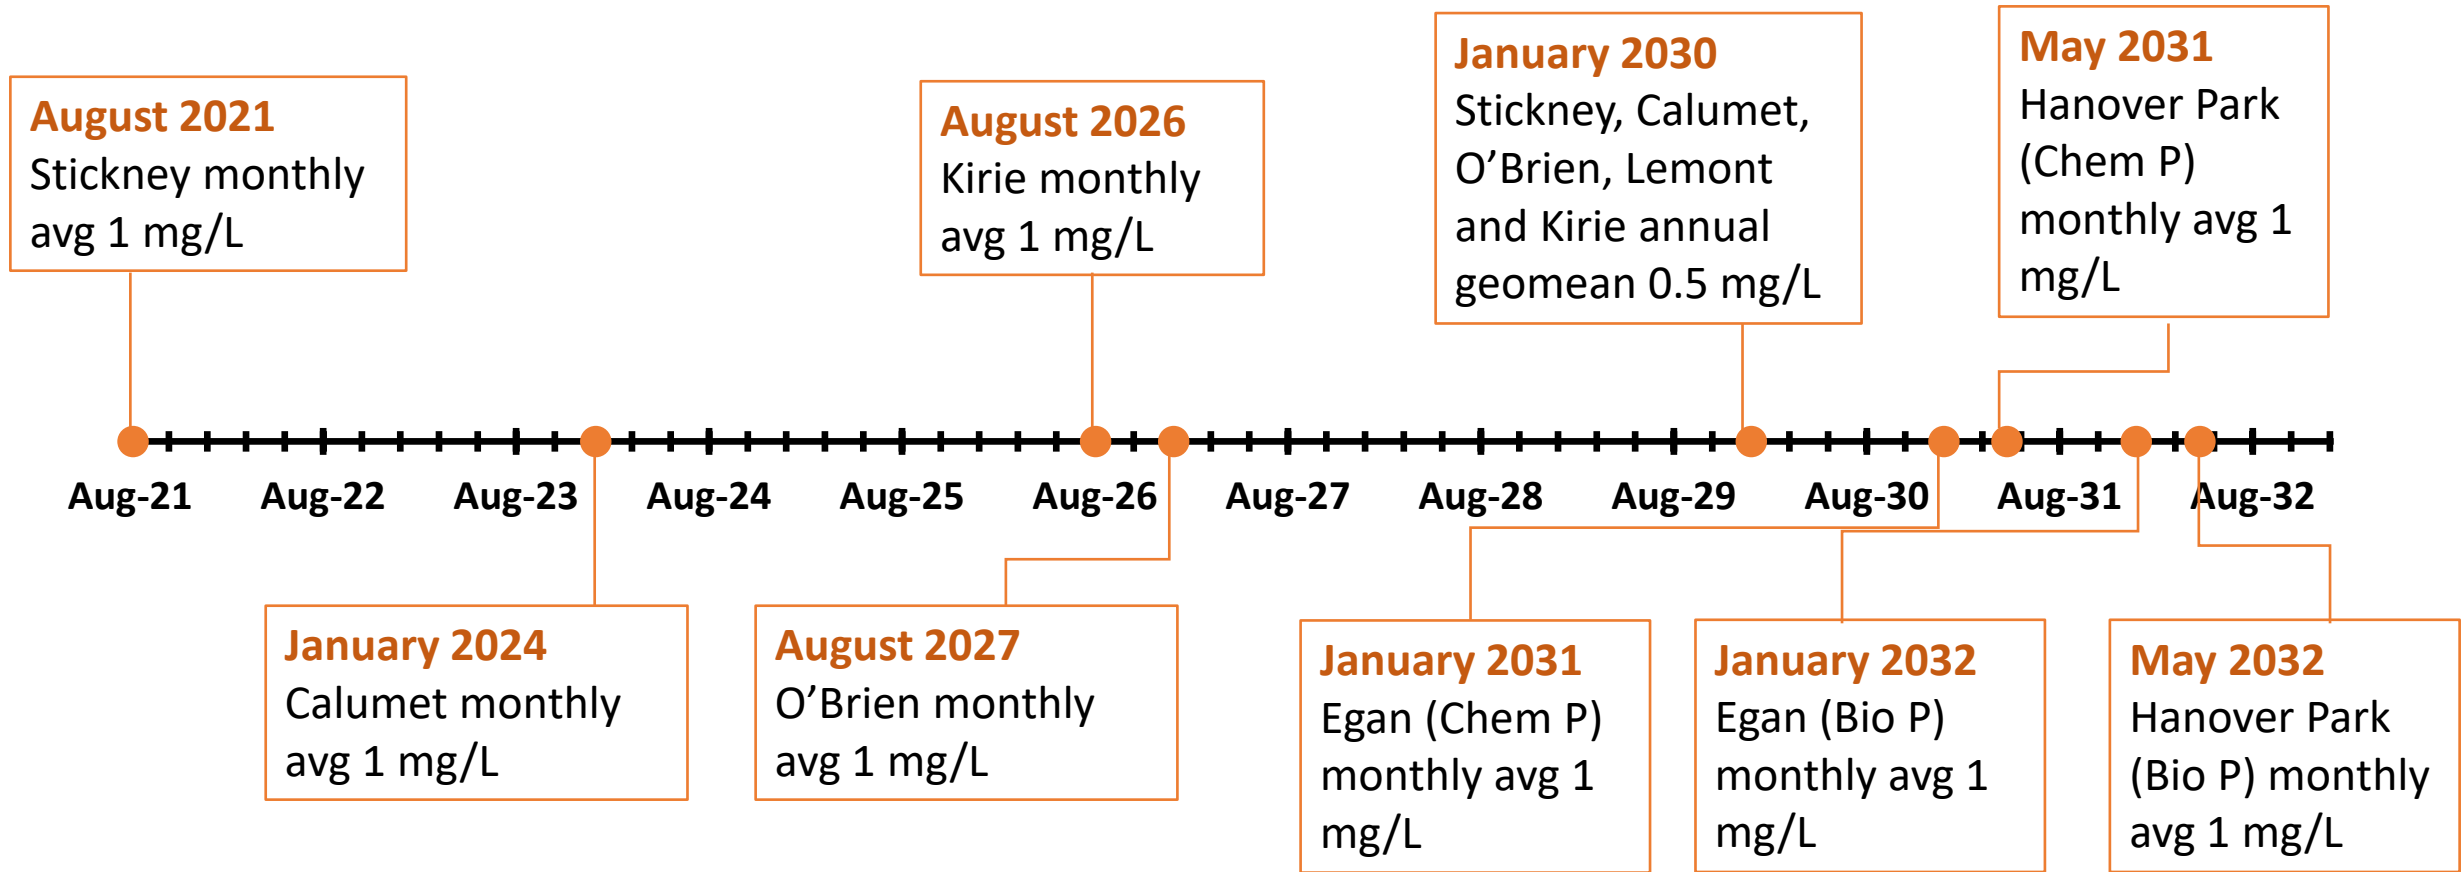 August 2021
Stickney monthly
avg 1 mg/L
August 2026
Kirie monthly
avg 1 mg/L
January 2030
Stickney, Calumet,
O’Brien, Lemont
and Kirie annual
geomean 0.5 mg/L
May 2031
Hanover Park
(Chem P)
monthly avg 1
mg/L
Aug-21 Aug-22 Aug-23 Aug-24 Aug-25 Aug-26 Aug-27 Aug-28 Aug-29 Aug-30 Aug-31 Aug-32
January 2024
Calumet monthly
avg 1 mg/L
August 2027
O’Brien monthly
avg 1 mg/L
January 2031
Egan (Chem P)
monthly avg 1
mg/L
January 2032
Egan (Bio P)
monthly avg 1
mg/L
May 2032
Hanover Park
(Bio P) monthly
avg 1 mg/L